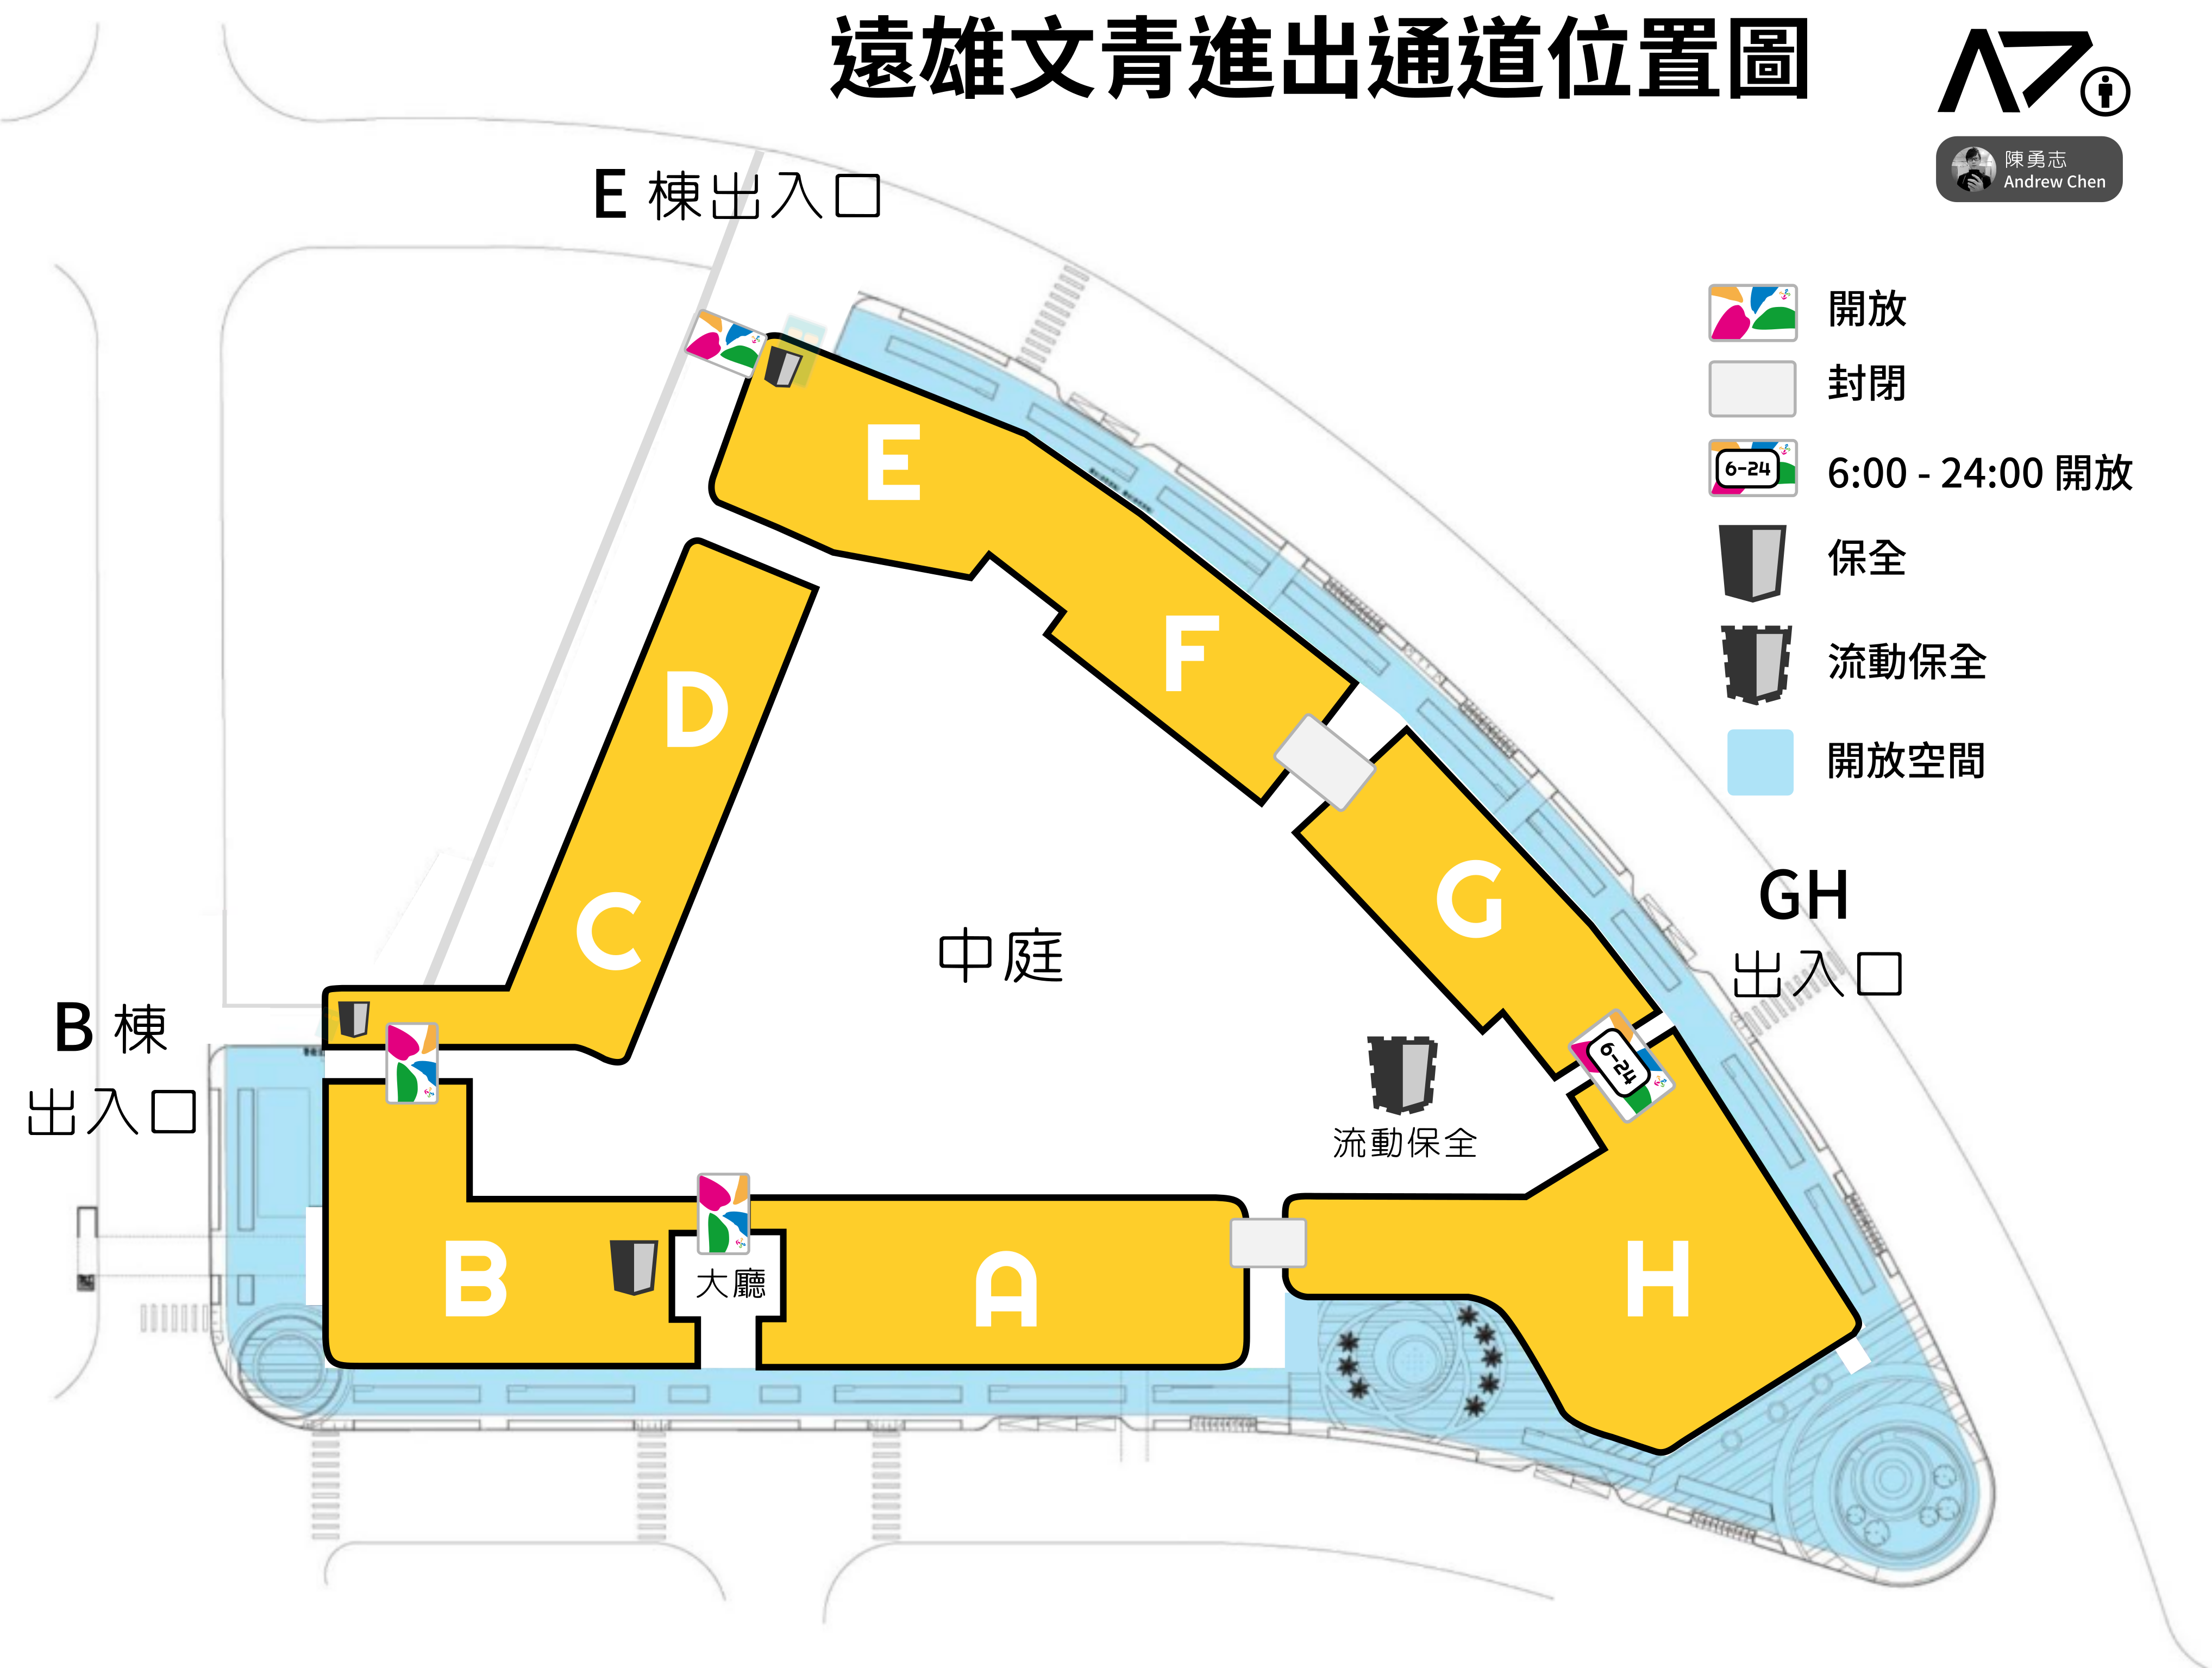 遠雄文青進出通道位置圖
A7
陳勇志
Andrew Chen
E 棟出入口
開放
封閉
6-24
6:00 - 24:00 開放
保全
流動保全
開放空間
E
D
F
C
G
GH
出入口
中庭
B 棟
出入口
6-24
流動保全
B
大廳
A
H